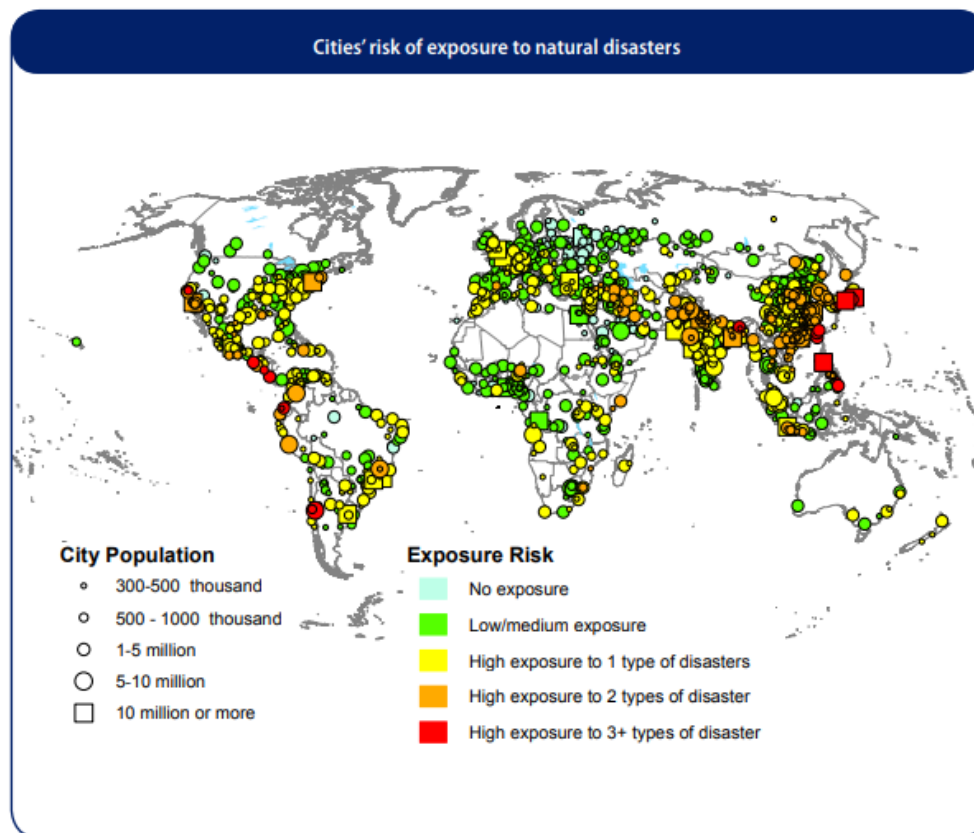 Cities' risk of exposure to natural disasters
City Population
300-500 thousand
500 - 1000 thousand
1-5 million
5-10 million
10 million or more
Exposure Risk
No exposure
Low/medium exposure
High exposure to 1 type of disasters
High exposure to 2 types of disaster
High exposure to 3+ types of disaster